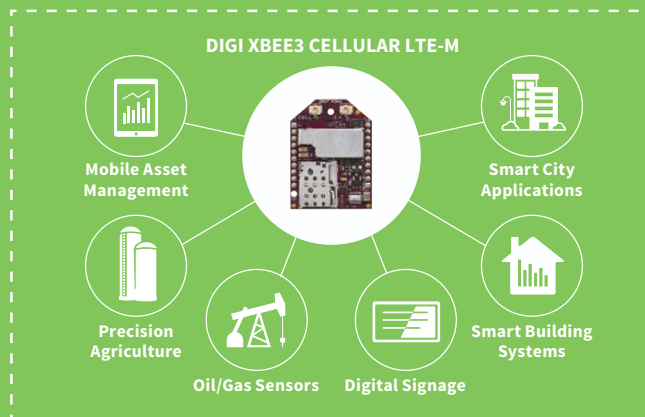 DIGI XBEE3 CELLULAR LTE-M
Mobile Asset
Management
Smart City
Applications
Precision
Agriculture
Smart Building
Systems
Oil/Gas Sensors
Digital Signage